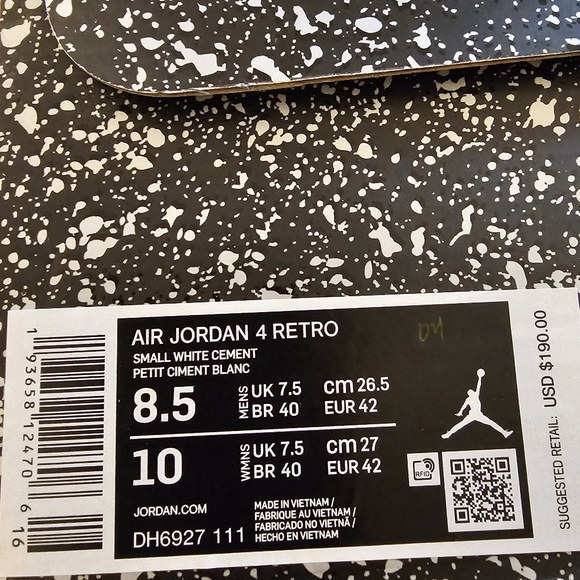 AIR JORDAN 4 RETRO
SMALL WHITE CEMENT
PETIT CIMENT BLANC
8.5 MENS UK 7.5 cm 26.5
BR 40 EUR 42
10 WMNS UK 7.5 cm 27
BR 40 EUR 42
JORDAN.COM
DH6927 111
MADE IN VIETNAM /
FABRIQUE AU VIETNAM /
FABRICADO NO VIETNÃ /
HECHO EN VIETNAM
RFID
SUGGESTED RETAIL: USD $190.00
1 93658 12470 6 16